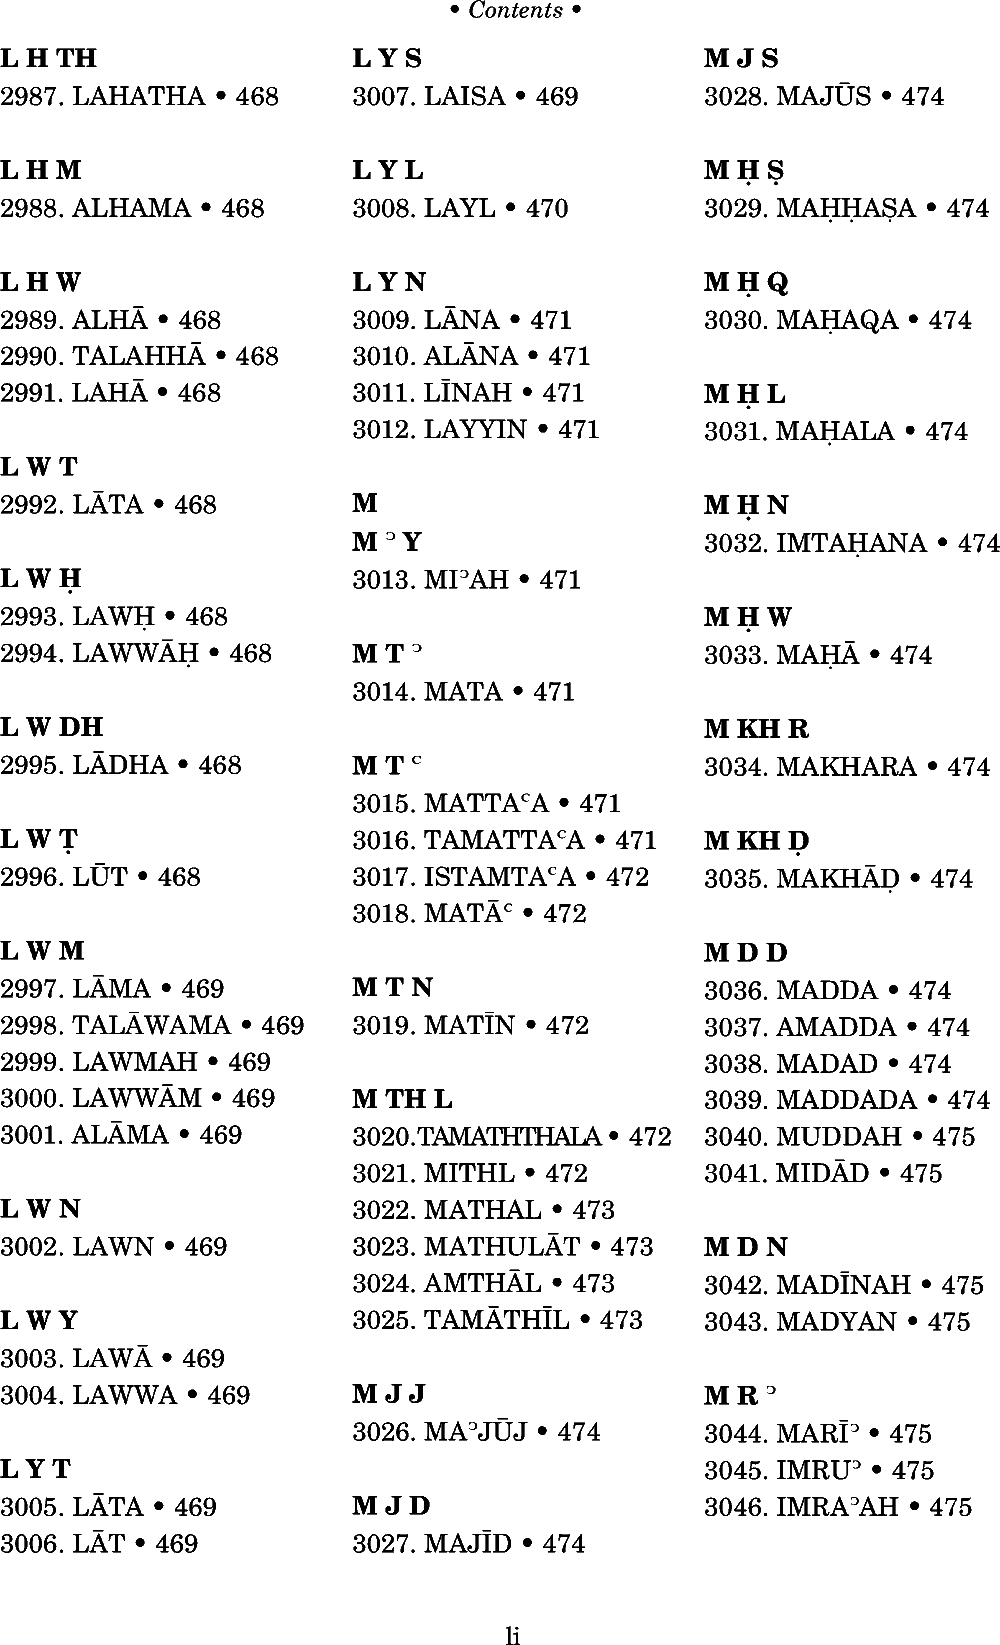 • Contents •
L H TH
2987. LAHATHA • 468
L H M
2988. ALHAMA • 468
L H W
2989. ALHĀ • 468
2990. TALAHHĀ • 468
2991. LAHĀ • 468
L W T
2992. LĀTA • 468
L W Ḥ
2993. LAWḤ • 468
2994. LAWWĀḤ • 468
L W DH
2995. LĀDHA • 468
L W Ṭ
2996. LŪT • 468
L W M
2997. LĀMA • 469
2998. TALĀWAMA • 469
2999. LAWMAH • 469
3000. LAWWĀM • 469
3001. ALĀMA • 469
L W N
3002. LAWN • 469
L W Y
3003. LAWĀ • 469
3004. LAWWA • 469
L Y T
3005. LĀTA • 469
3006. LĀT • 469
L Y S
3007. LAISA • 469
L Y L
3008. LAYL • 470
L Y N
3009. LĀNA • 471
3010. ALĀNA • 471
3011. LĪNAH • 471
3012. LAYYIN • 471
M
M ᵓ Y
3013. MIᵓAH • 471
M T ᵓ
3014. MATA • 471
M T ᶜ
3015. MATTAᶜA • 471
3016. TAMATTAᶜA • 471
3017. ISTAMTAᶜA • 472
3018. MATĀᶜ • 472
M T N
3019. MATĪN • 472
M TH L
3020.TAMATHTHALA • 472
3021. MITHL • 472
3022. MATHAL • 473
3023. MATHULĀT • 473
3024. AMTHĀL • 473
3025. TAMĀTHĪL • 473
M J J
3026. MAᵓJŪJ • 474
M J D
3027. MAJĪD • 474
M J S
3028. MAJŪS • 474
M Ḥ Ṣ
3029. MAḤḤAṢA • 474
M Ḥ Q
3030. MAḤAQA • 474
M Ḥ L
3031. MAḤALA • 474
M Ḥ N
3032. IMTAḤANA • 474
M Ḥ W
3033. MAḤĀ • 474
M KH R
3034. MAKHARA • 474
M KH Ḍ
3035. MAKHĀḌ • 474
M D D
3036. MADDA • 474
3037. AMADDA • 474
3038. MADAD • 474
3039. MADDADA • 474
3040. MUDDAH • 475
3041. MIDĀD • 475
M D N
3042. MADĪNAH • 475
3043. MADYAN • 475
M R ᵓ
3044. MARĪᵓ • 475
3045. IMRUᵓ • 475
3046. IMRAᵓAH • 475
li